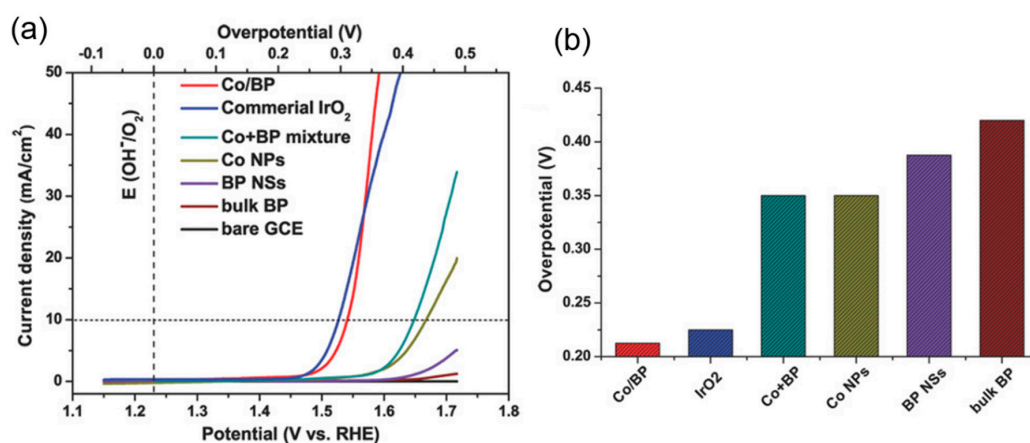 (a)
Overpotential (V)
-0.1 0.0 0.1 0.2 0.3 0.4 0.5
Current density (mA/cm²)
50
40
30
20
10
0
E (OH⁻/O₂)
Co/BP
Commerial IrO₂
Co+BP mixture
Co NPs
BP NSs
bulk BP
bare GCE
1.1 1.2 1.3 1.4 1.5 1.6 1.7 1.8
Potential (V vs. RHE)
(b)
Overpotential (V)
0.40
0.35
0.30
0.25
0.20
Co/BP
IrO2
Co+BP
Co NPs
BP NSs
bulk BP